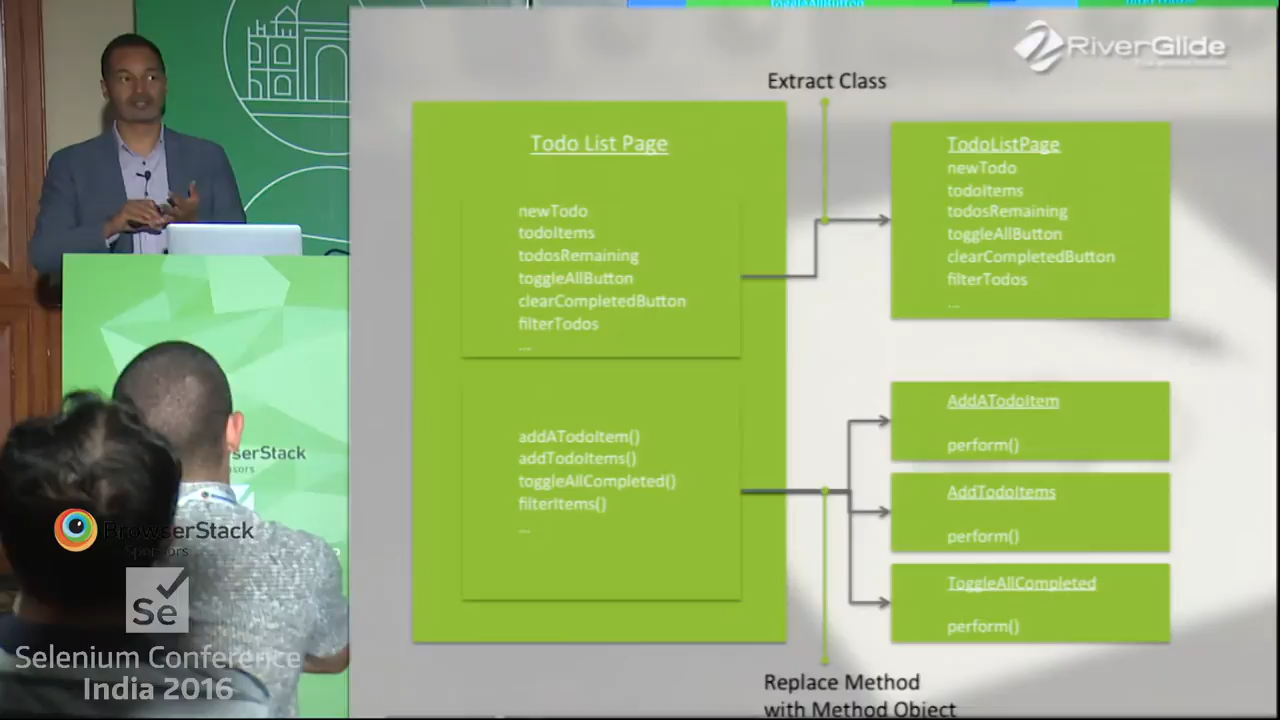 toggleAllButton
RiverGlide
Extract Class
Todo List Page
newTodo
todoItems
todosRemaining
toggleAllButton
clearCompletedButton
filterTodos
...
addATodoItem()
addTodoItems()
toggleAllCompleted()
filterItems()
...
TodoListPage
newTodo
todoItems
todosRemaining
toggleAllButton
clearCompletedButton
filterTodos
...
AddATodoItem
perform()
AddTodoItems
perform()
ToggleAllCompleted
perform()
Replace Method
with Method Object
BrowserStack
Sponsors
Se
Selenium Conference
India 2016